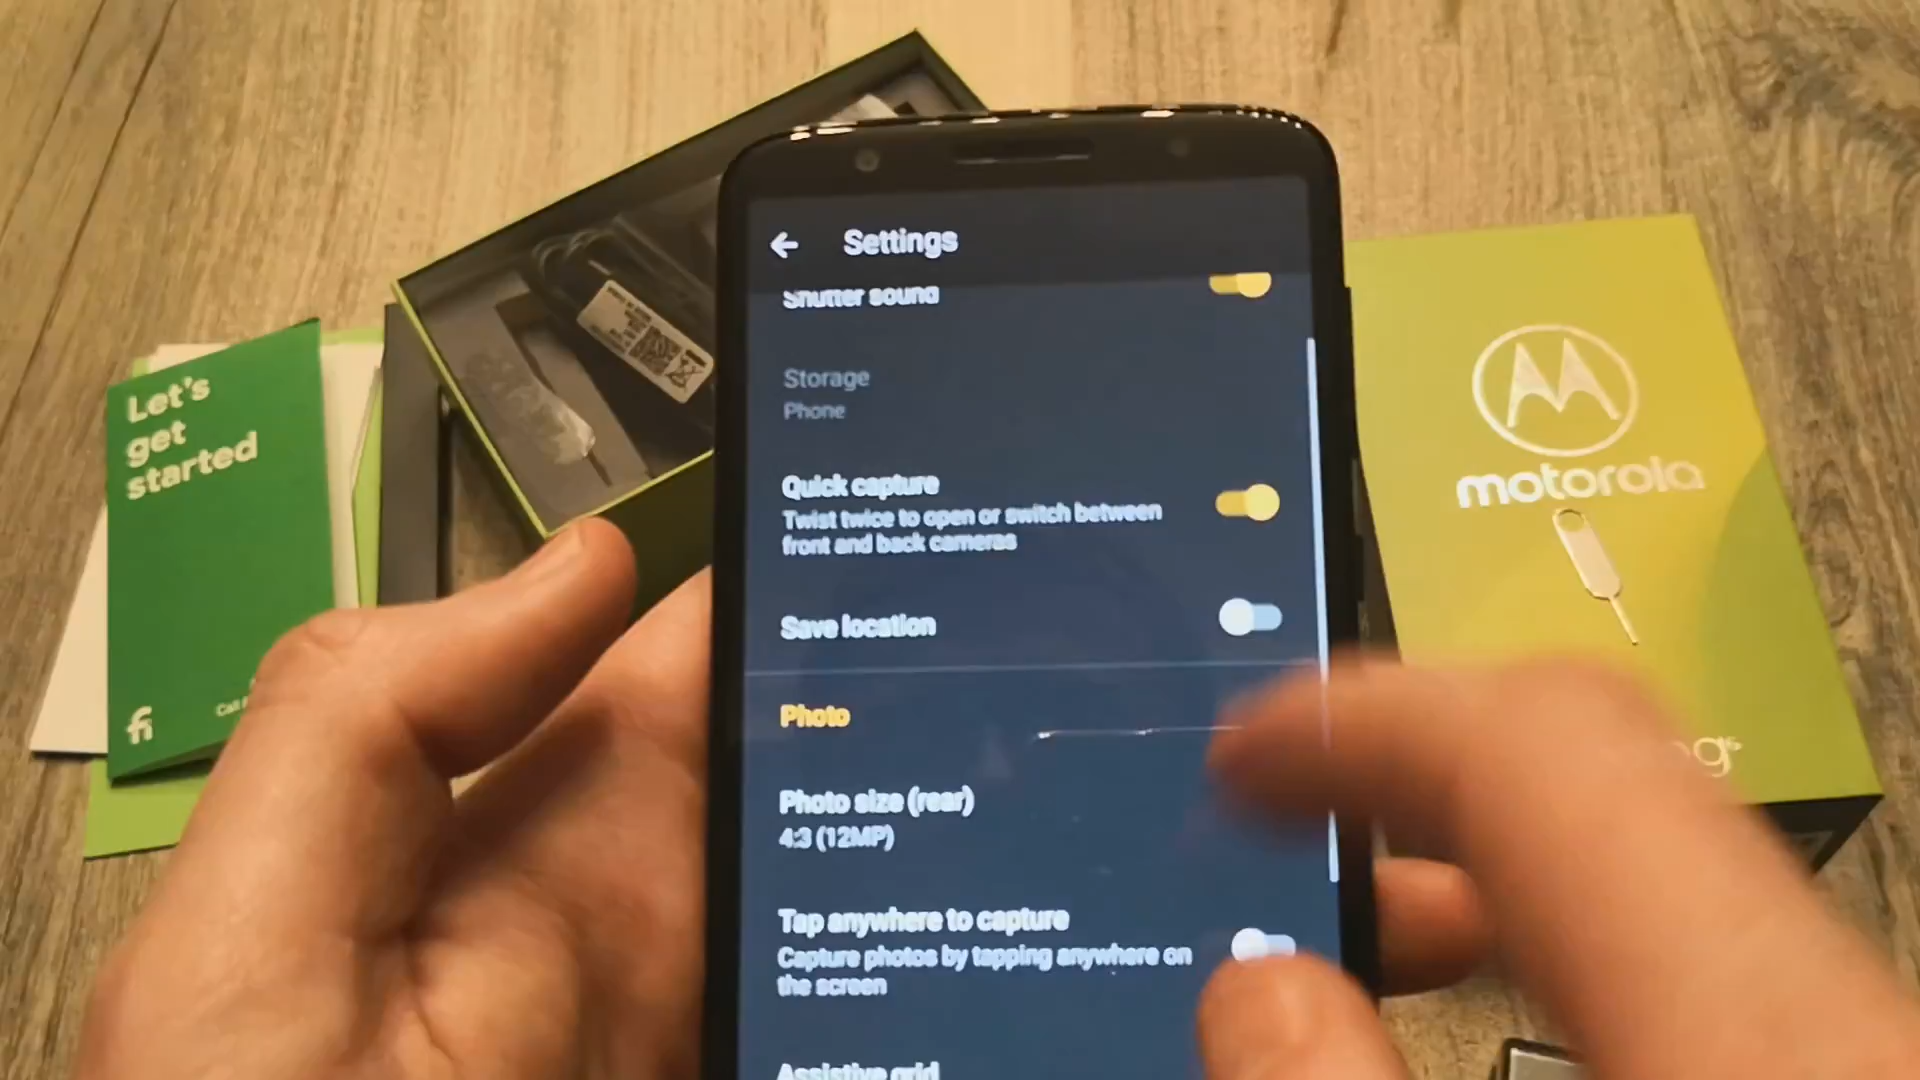 Settings
Shutter sound
Storage
Phone
Quick capture
Twist twice to open or switch between
front and back cameras
Save location
Photo
Photo size (rear)
4:3 (12MP)
Tap anywhere to capture
Capture photos by tapping anywhere on
the screen
Assistive grid
Let's
get
started
fi
Call
motorola
g6